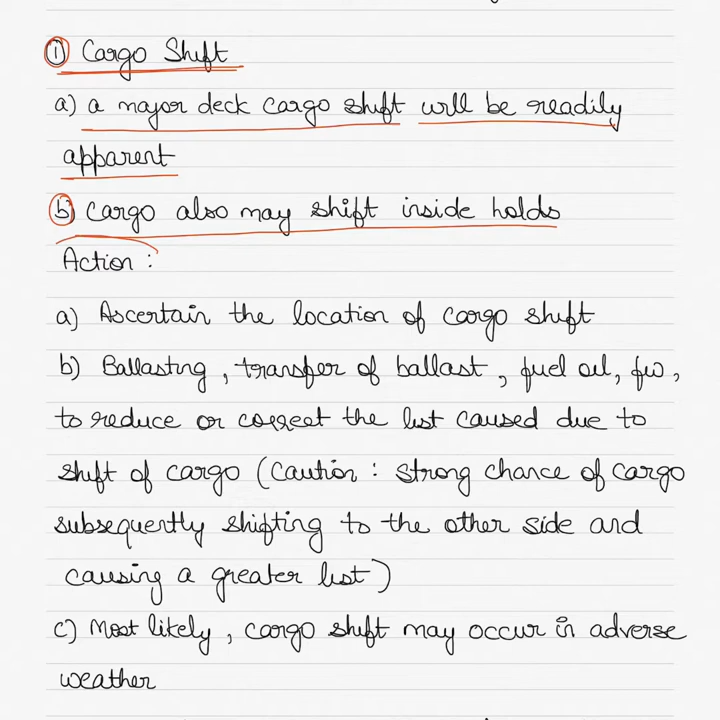 ① Cargo Shift
a) a major deck cargo shift will be readily
apparent
b) Cargo also may shift inside holds
Action :
a) Ascertain the location of cargo shift
b) Ballasting, transfer of ballast, fuel oil, fw,
to reduce or correct the list caused due to
shift of cargo (Caution : strong chance of cargo
subsequently shifting to the other side and
causing a greater list)
c) Most likely, cargo shift may occur in adverse
weather